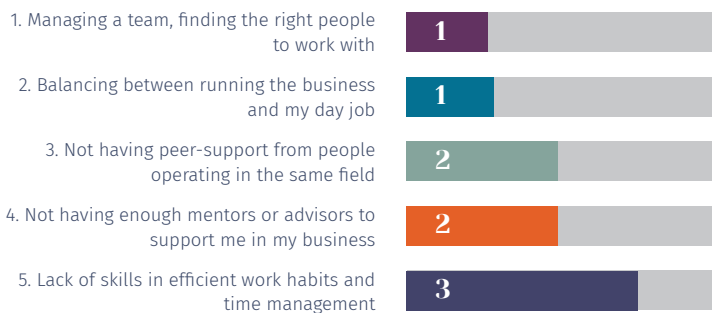 1. Managing a team, finding the right people
to work with
1
2. Balancing between running the business
and my day job
1
3. Not having peer-support from people
operating in the same field
2
4. Not having enough mentors or advisors to
support me in my business
2
5. Lack of skills in efficient work habits and
time management
3